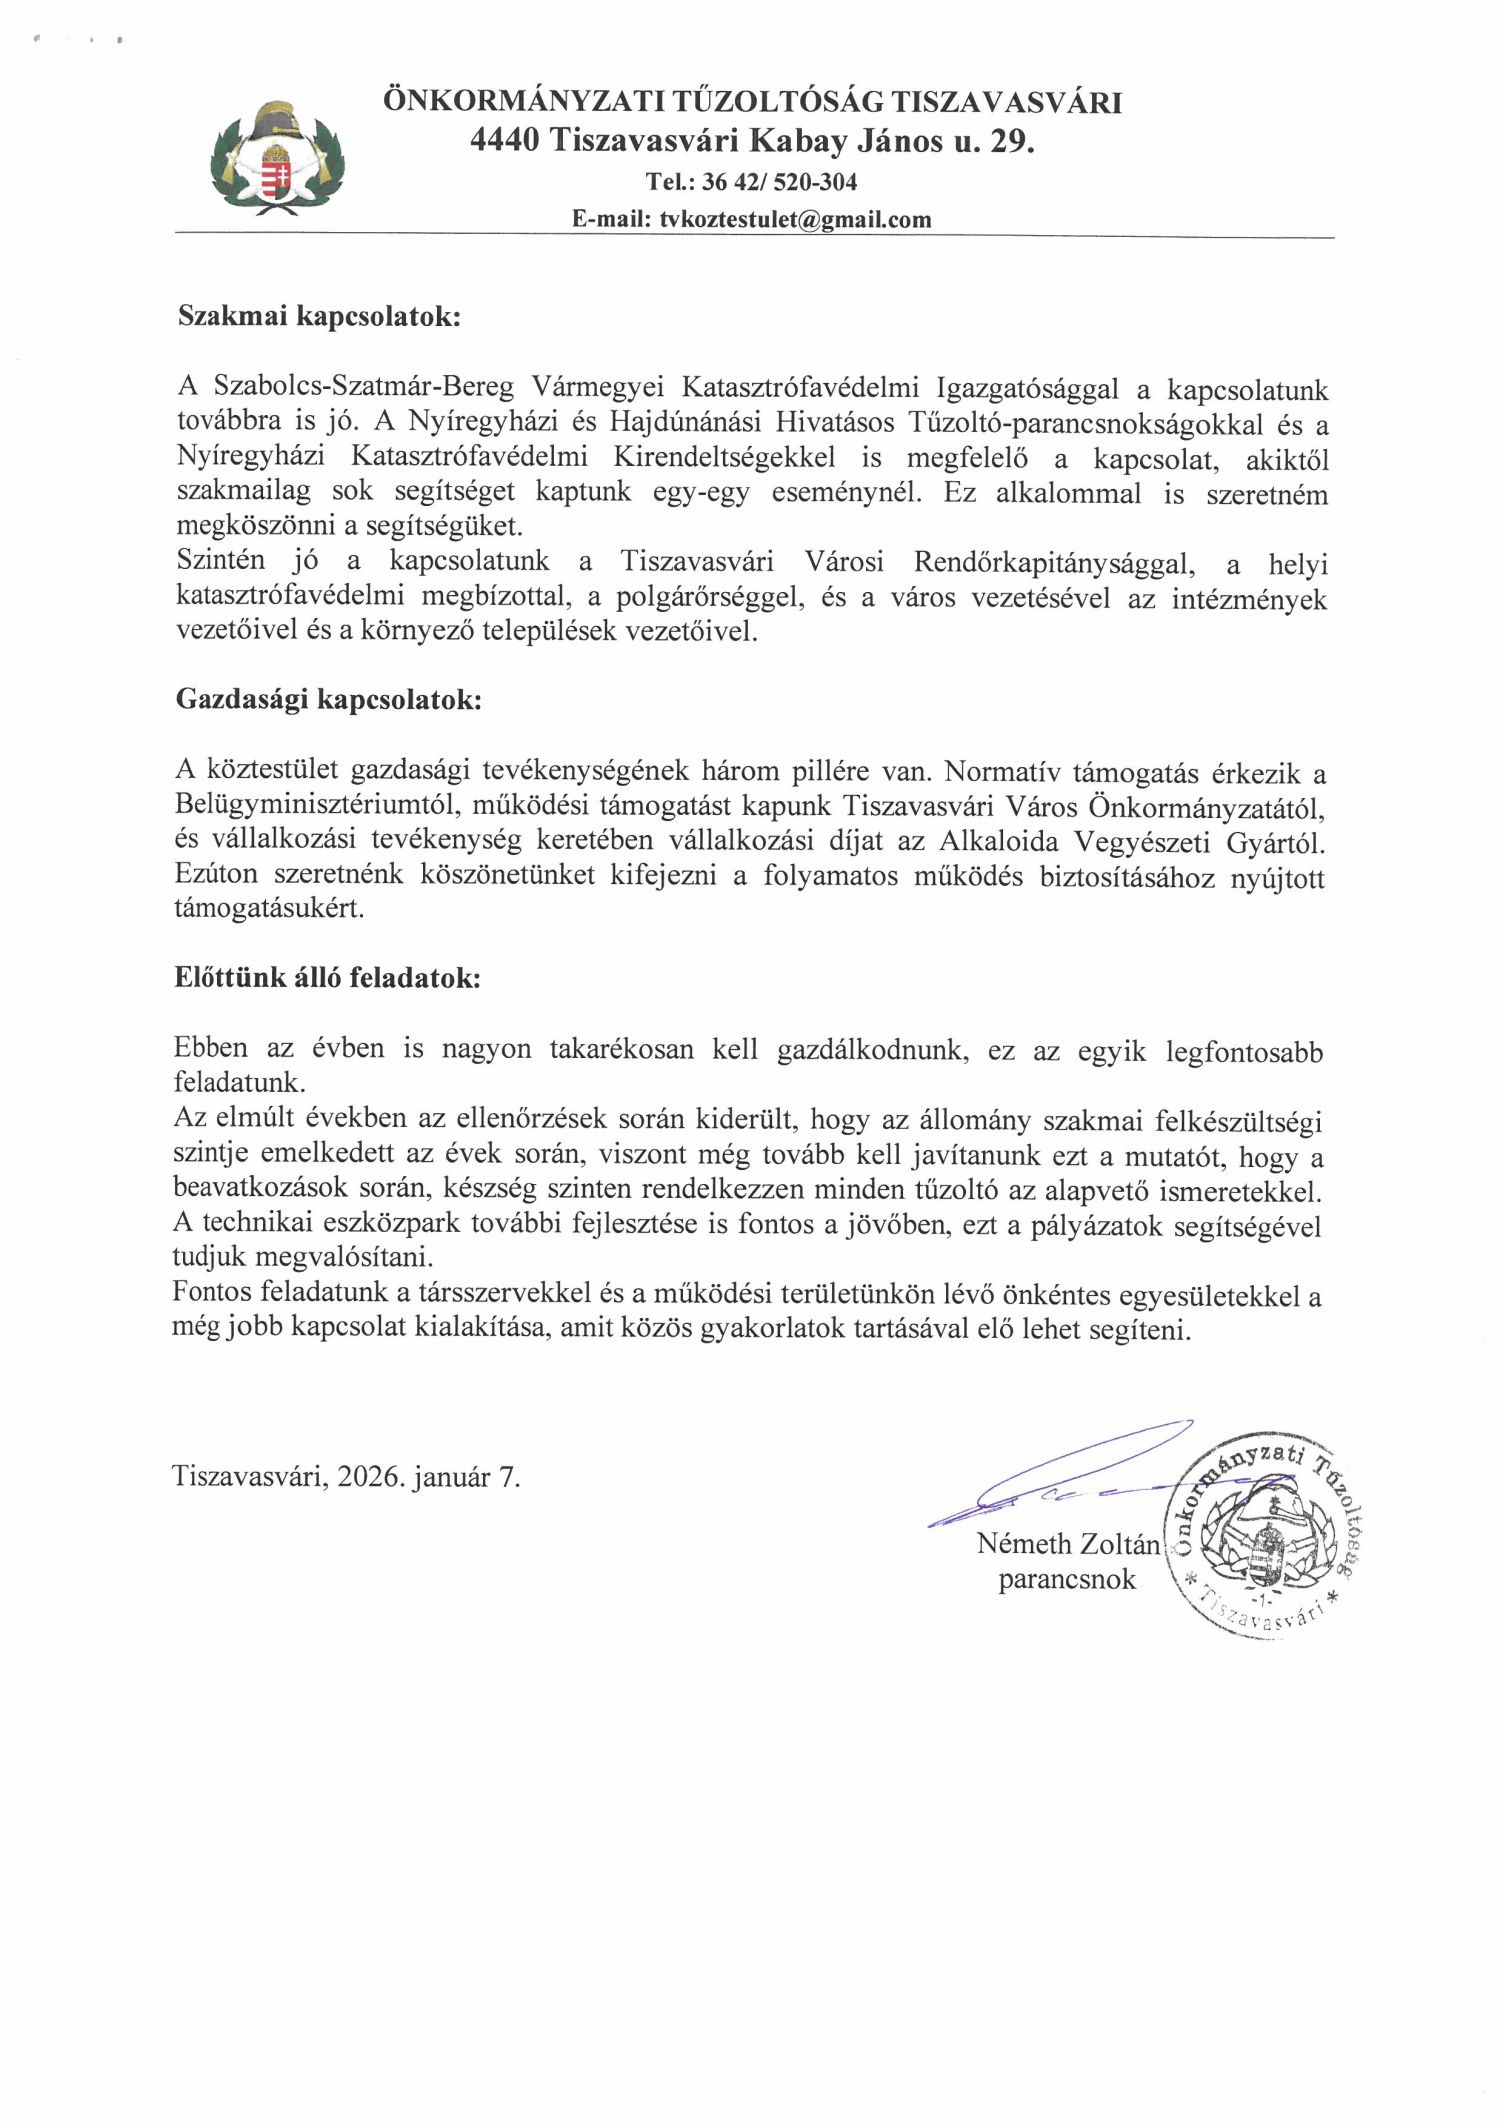 ÖNKORMÁNYZATI TŰZOLTÓSÁG TISZAVASVÁRI
4440 Tiszavasvári Kabay János u. 29.
Tel.: 36 42/ 520-304
E-mail: tvkoztestulet@gmail.com
Szakmai kapcsolatok:
A Szabolcs-Szatmár-Bereg Vármegyei Katasztrófavédelmi Igazgatósággal a kapcsolatunk
továbbra is jó. A Nyíregyházi és Hajdúnánási Hivatásos Tűzoltó-parancsnokságokkal és a
Nyíregyházi Katasztrófavédelmi Kirendeltségekkel is megfelelő a kapcsolat, akiktől
szakmailag sok segítséget kaptunk egy-egy eseménynél. Ez alkalommal is szeretném
megköszönni a segítségüket.
Szintén jó a kapcsolatunk a Tiszavasvári Városi Rendőrkapitánysággal, a helyi
katasztrófavédelmi megbízottal, a polgárőrséggel, és a város vezetésével az intézmények
vezetőivel és a környező települések vezetőivel.
Gazdasági kapcsolatok:
A köztestület gazdasági tevékenységének három pillére van. Normatív támogatás érkezik a
Belügyminisztériumtól, működési támogatást kapunk Tiszavasvári Város Önkormányzatától,
és vállalkozási tevékenység keretében vállalkozási díjat az Alkaloida Vegyészeti Gyártól.
Ezúton szeretnénk köszönetünket kifejezni a folyamatos működés biztosításához nyújtott
támogatásukért.
Előttünk álló feladatok:
Ebben az évben is nagyon takarékosan kell gazdálkodnunk, ez az egyik legfontosabb
feladatunk.
Az elmúlt években az ellenőrzések során kiderült, hogy az állomány szakmai felkészültségi
szintje emelkedett az évek során, viszont még tovább kell javítanunk ezt a mutatót, hogy a
beavatkozások során, készség szinten rendelkezzen minden tűzoltó az alapvető ismeretekkel.
A technikai eszközpark további fejlesztése is fontos a jövőben, ezt a pályázatok segítségével
tudjuk megvalósítani.
Fontos feladatunk a társszervekkel és a működési területünkön lévő önkéntes egyesületekkel a
még jobb kapcsolat kialakítása, amit közös gyakorlatok tartásával elő lehet segíteni.
Tiszavasvári, 2026. január 7.
Németh Zoltán
parancsnok
Önkormányzati Tűzoltóság
* Tiszavasvári *
-1-